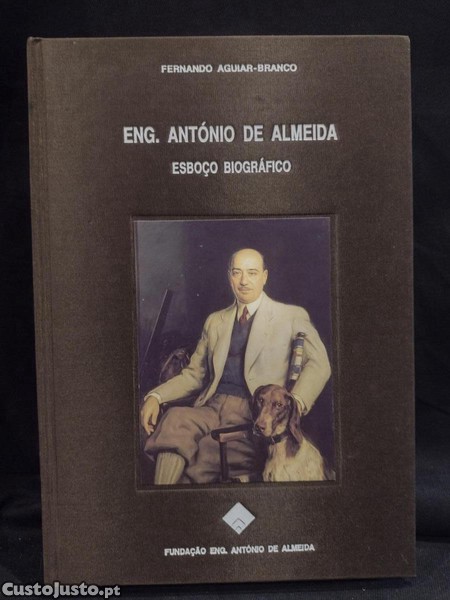 FERNANDO AGUIAR-BRANCO
ENG. ANTÓNIO DE ALMEIDA
ESBOÇO BIOGRÁFICO
FUNDAÇÃO ENG. ANTÓNIO DE ALMEIDA
CustoJusto.pt